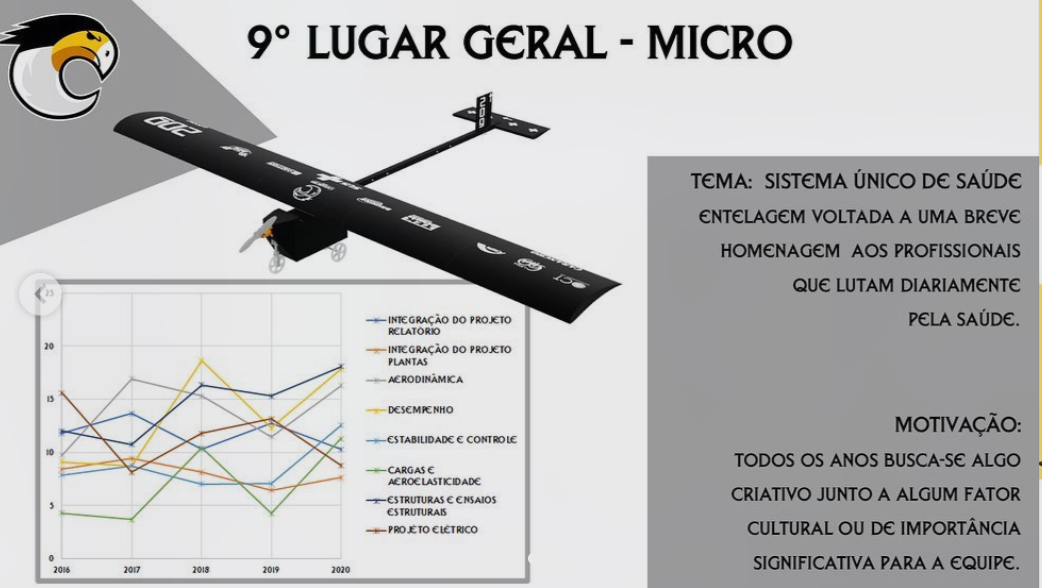 9° LUGAR GERAL - MICRO
209
TEMA: SISTEMA ÚNICO DE SAÚDE
ENTELAGEM VOLTADA A UMA BREVE
HOMENAGEM AOS PROFISSIONAIS
QUE LUTAM DIARIAMENTE
PELA SAÚDE.
MOTIVAÇÃO:
TODOS OS ANOS BUSCA-SE ALGO
CRIATIVO JUNTO A ALGUM FATOR
CULTURAL OU DE IMPORTÂNCIA
SIGNIFICATIVA PARA A EQUIPE.
25
20
15
10
5
0
2016 2017 2018 2019 2020
INTEGRAÇÃO DO PROJETO
RELATÓRIO
INTEGRAÇÃO DO PROJETO
PLANTAS
AERODINÂMICA
DESEMPENHO
ESTABILIDADE E CONTROLE
CARGAS E
AEROELASTICIDADE
ESTRUTURAS E ENSAIOS
ESTRUTURAIS
PROJETO ELÉTRICO